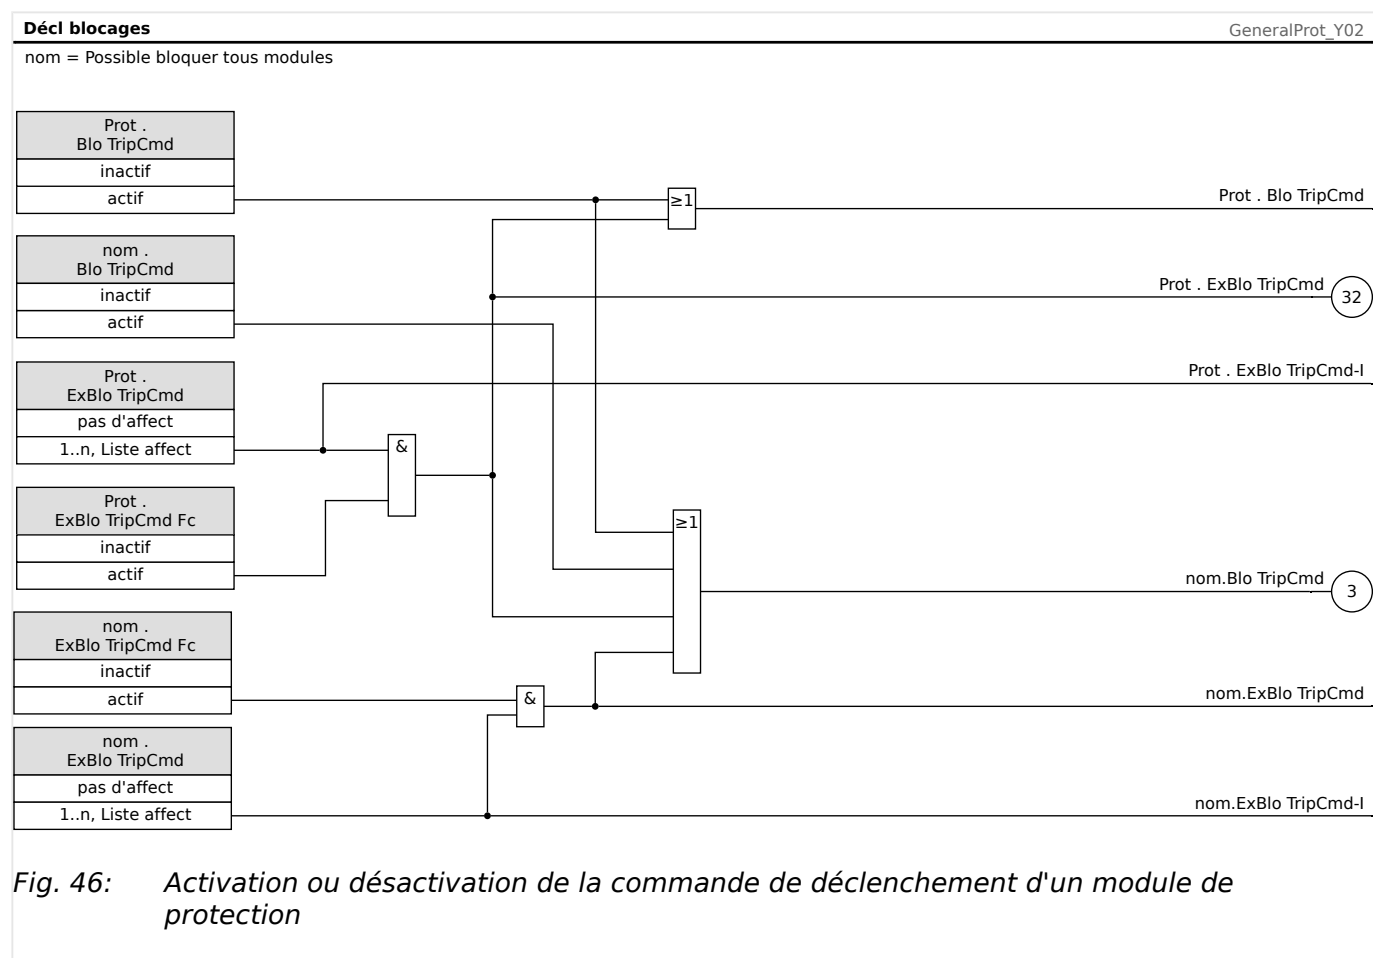 Décl blocages
GeneralProt_Y02
nom = Possible bloquer tous modules
Prot .
Blo TripCmd
inactif
actif
≥1
Prot . Blo TripCmd
nom .
Blo TripCmd
inactif
actif
Prot . ExBlo TripCmd
32
Prot .
ExBlo TripCmd
pas d'affect
1..n, Liste affect
Prot . ExBlo TripCmd-I
&
Prot .
ExBlo TripCmd Fc
inactif
actif
≥1
nom.Blo TripCmd
3
nom .
ExBlo TripCmd Fc
inactif
actif
&
nom.ExBlo TripCmd
nom .
ExBlo TripCmd
pas d'affect
1..n, Liste affect
nom.ExBlo TripCmd-I
Fig. 46: Activation ou désactivation de la commande de déclenchement d'un module de
protection